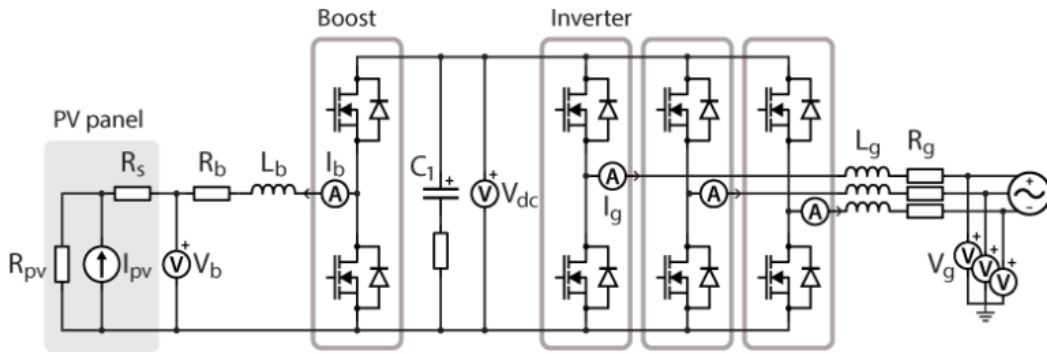 Boost
Inverter
PV panel
R_s
R_b
L_b
I_b
A
C_1
+
V
+
V_dc
A
I_g
A
A
L_g
R_g
+
-
R_pv
I_pv
V
+
V_b
V_g
V
+
V
+
V
+